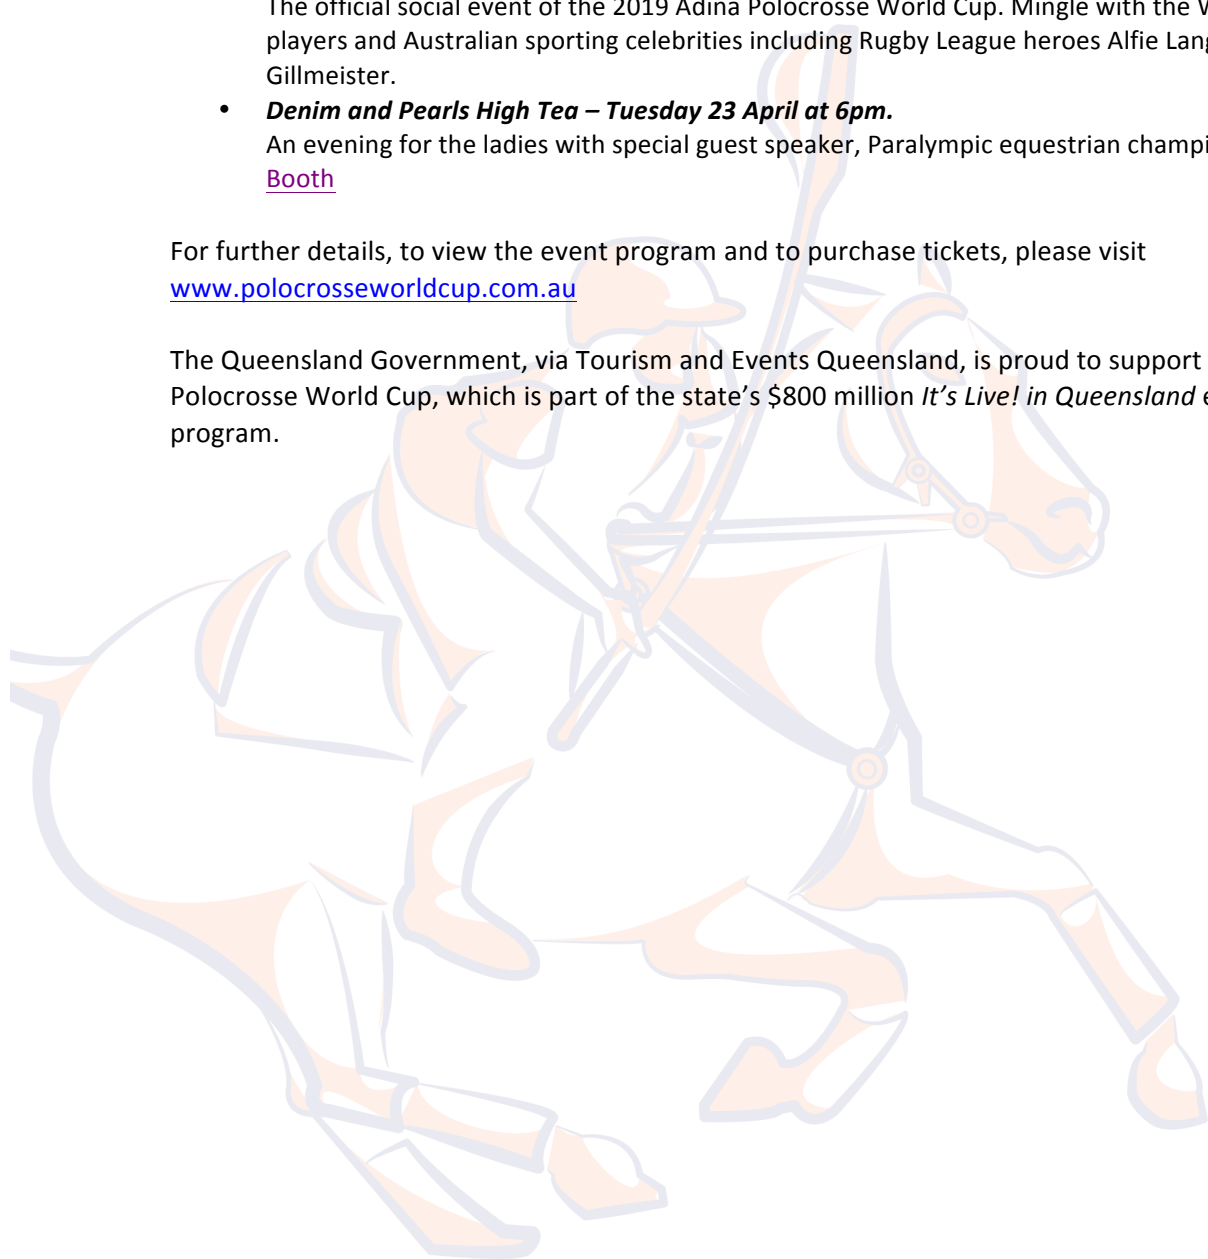 The official social event of the 2019 Adina Polocrosse World Cup. Mingle with the
players and Australian sporting celebrities including Rugby League heroes Alfie
Gillmeister.
• Denim and Pearls High Tea – Tuesday 23 April at 6pm.
An evening for the ladies with special guest speaker, Paralympic equestrian
Booth
For further details, to view the event program and to purchase tickets, please visit
www.polocrosseworldcup.com.au
The Queensland Government, via Tourism and Events Queensland, is proud to support
Polocrosse World Cup, which is part of the state’s $800 million It’s Live! in Queensland
program.